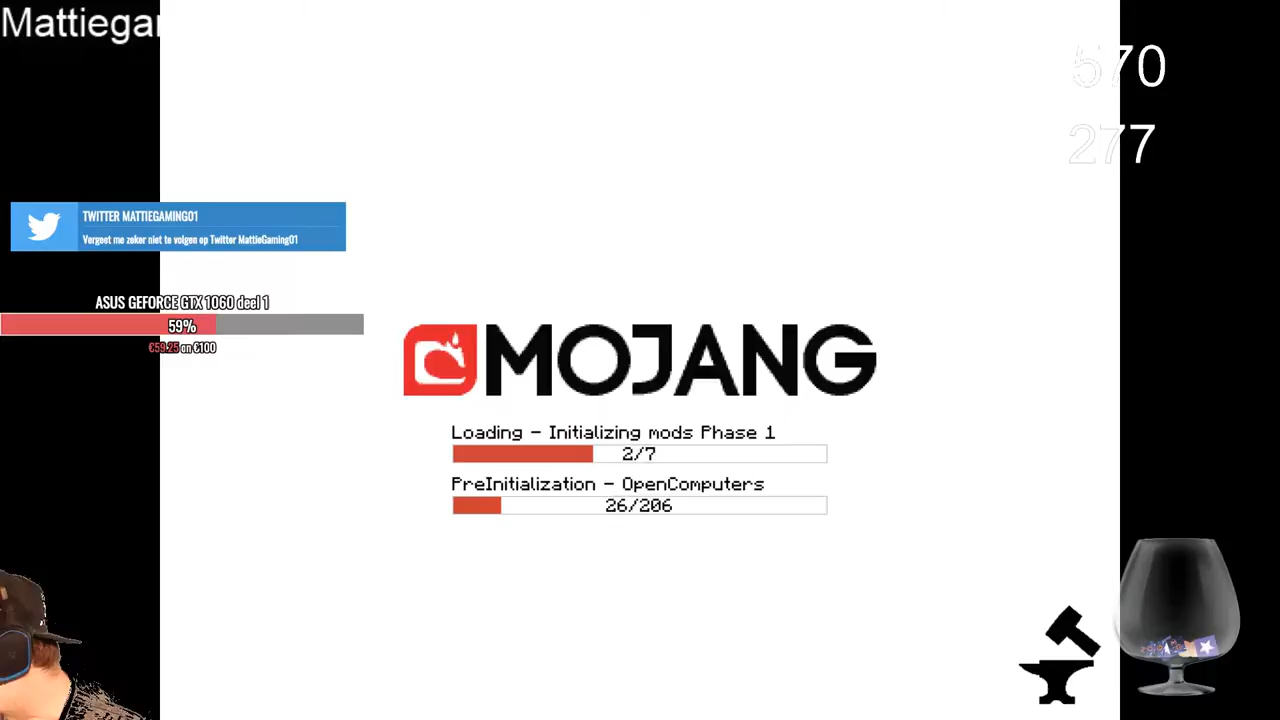 Mattiegar
570
277
TWITTER MATTIEGAMING01
Vergeet me zeker niet te volgen op Twitter MattieGaming01
ASUS GEFORCE GTX 1060 deel 1
59%
€59.25 an €100
MOJANG
Loading - Initializing mods Phase 1
2/7
PreInitialization - OpenComputers
26/206